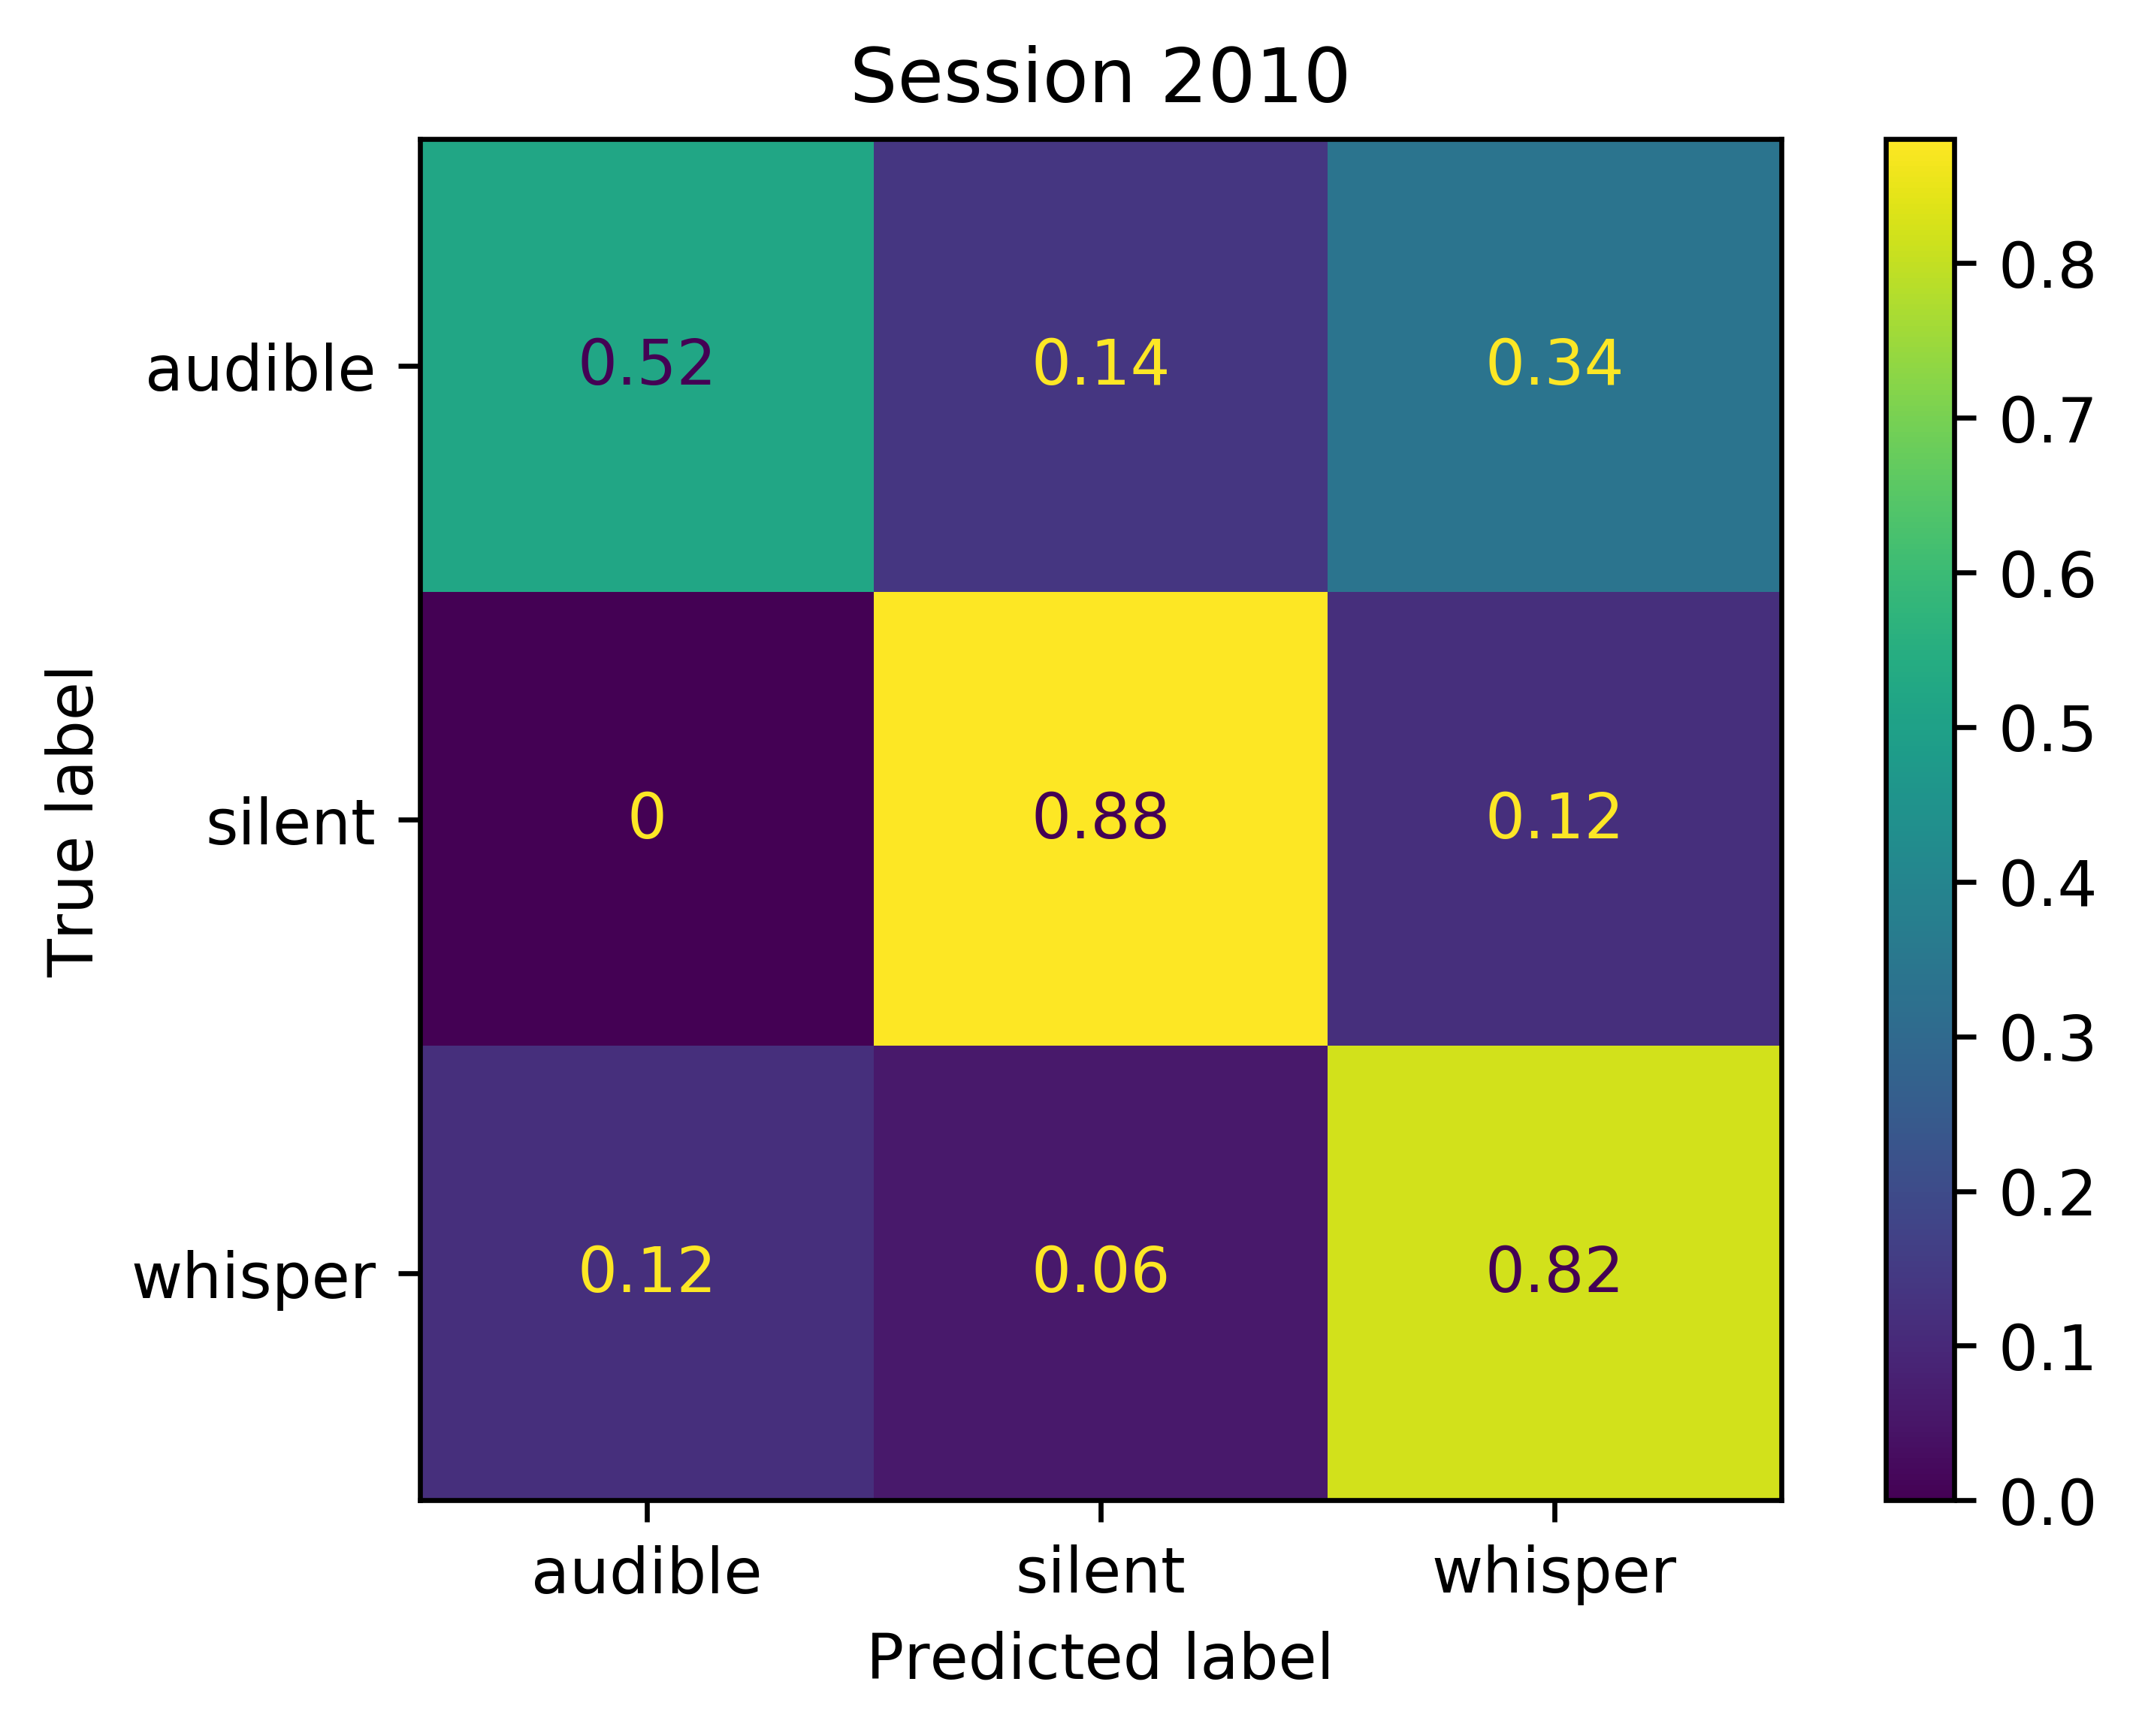 Session 2010
audible 0.52 0.14 0.34
silent 0 0.88 0.12
whisper 0.12 0.06 0.82
audible silent whisper
Predicted label
True label
0.8
0.7
0.6
0.5
0.4
0.3
0.2
0.1
0.0